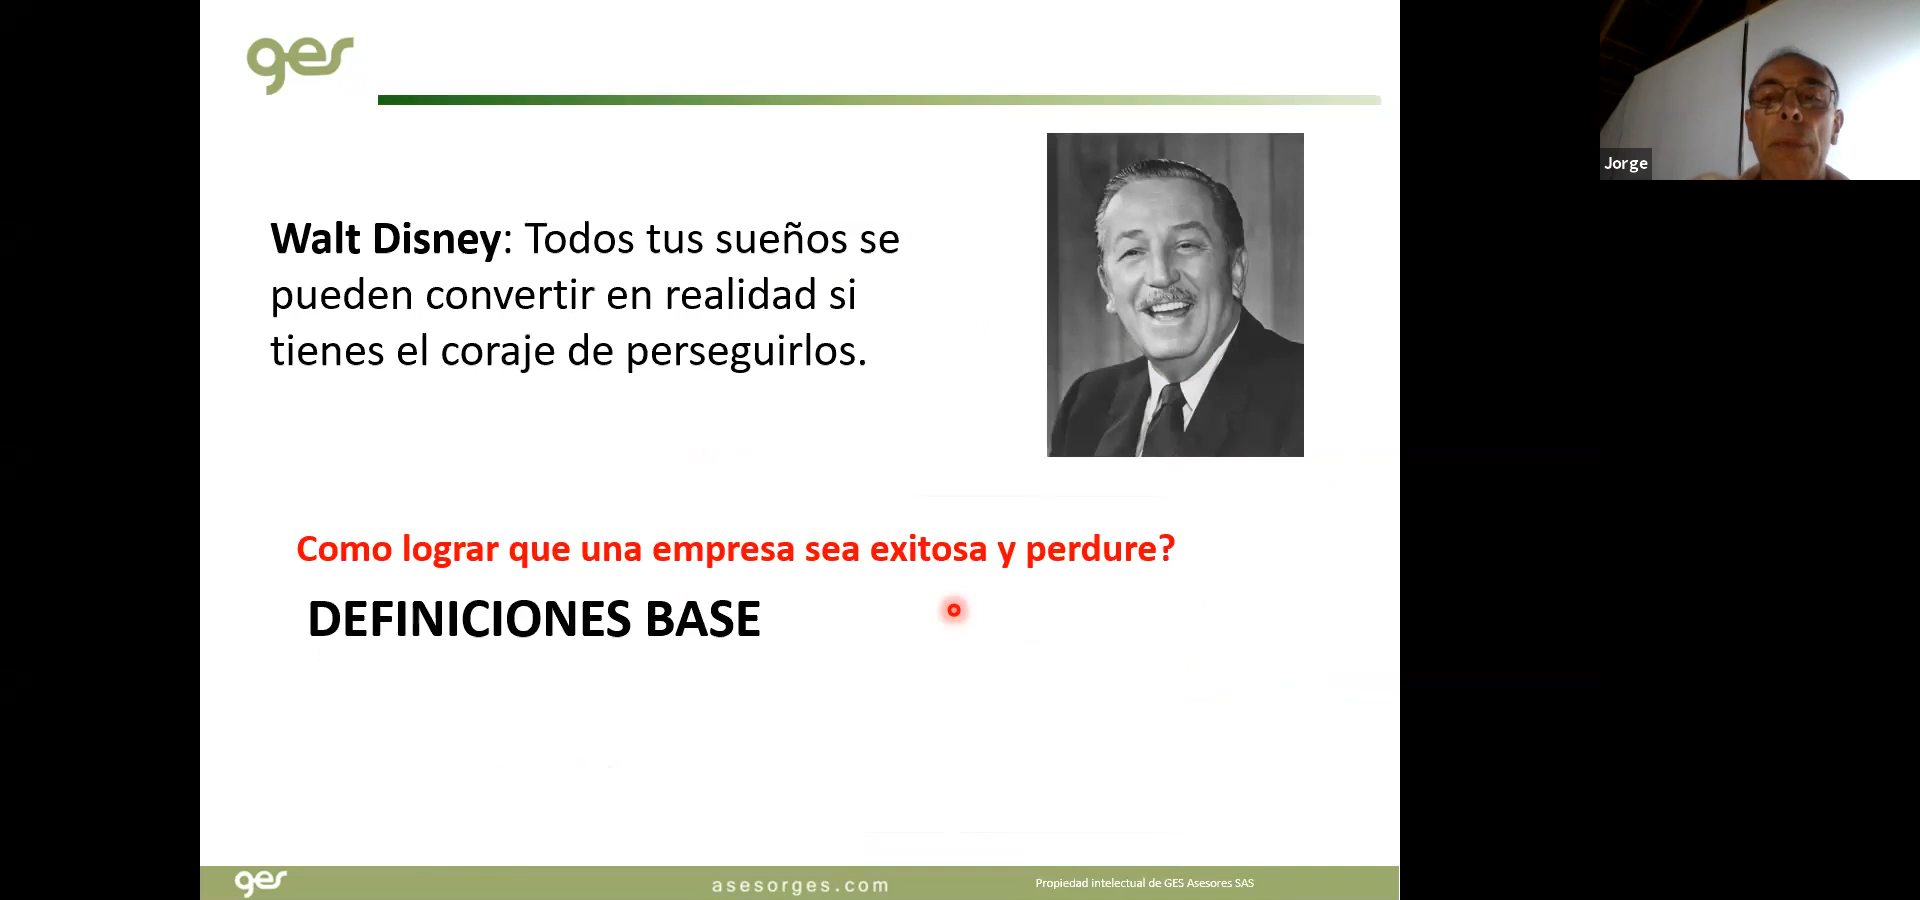 ges
Walt Disney: Todos tus sueños se
pueden convertir en realidad si
tienes el coraje de perseguirlos.
Como lograr que una empresa sea exitosa y perdure?
DEFINICIONES BASE
ges
asesorges.com
Propiedad intelectual de GES Asesores SAS
Jorge